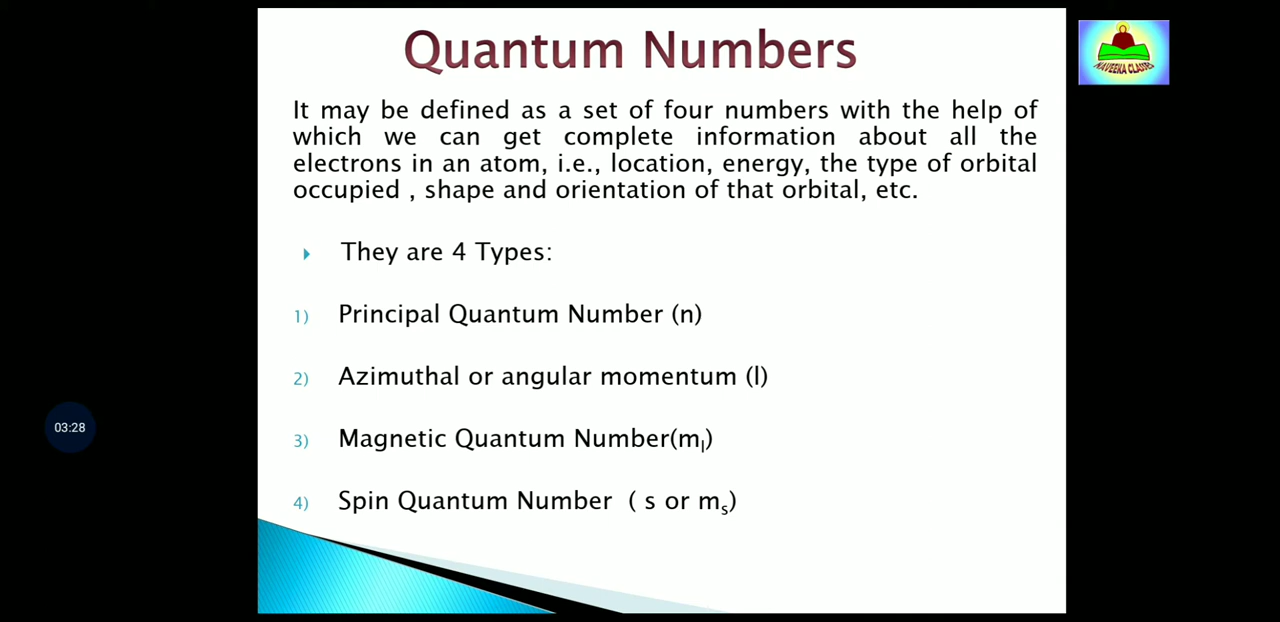 Quantum Numbers
NAVEENA CLASSES
It may be defined as a set of four numbers with the help of
which we can get complete information about all the
electrons in an atom, i.e., location, energy, the type of orbital
occupied , shape and orientation of that orbital, etc.
They are 4 Types:
1) Principal Quantum Number (n)
2) Azimuthal or angular momentum (l)
03:28
3) Magnetic Quantum Number(mₗ)
4) Spin Quantum Number ( s or mₛ)